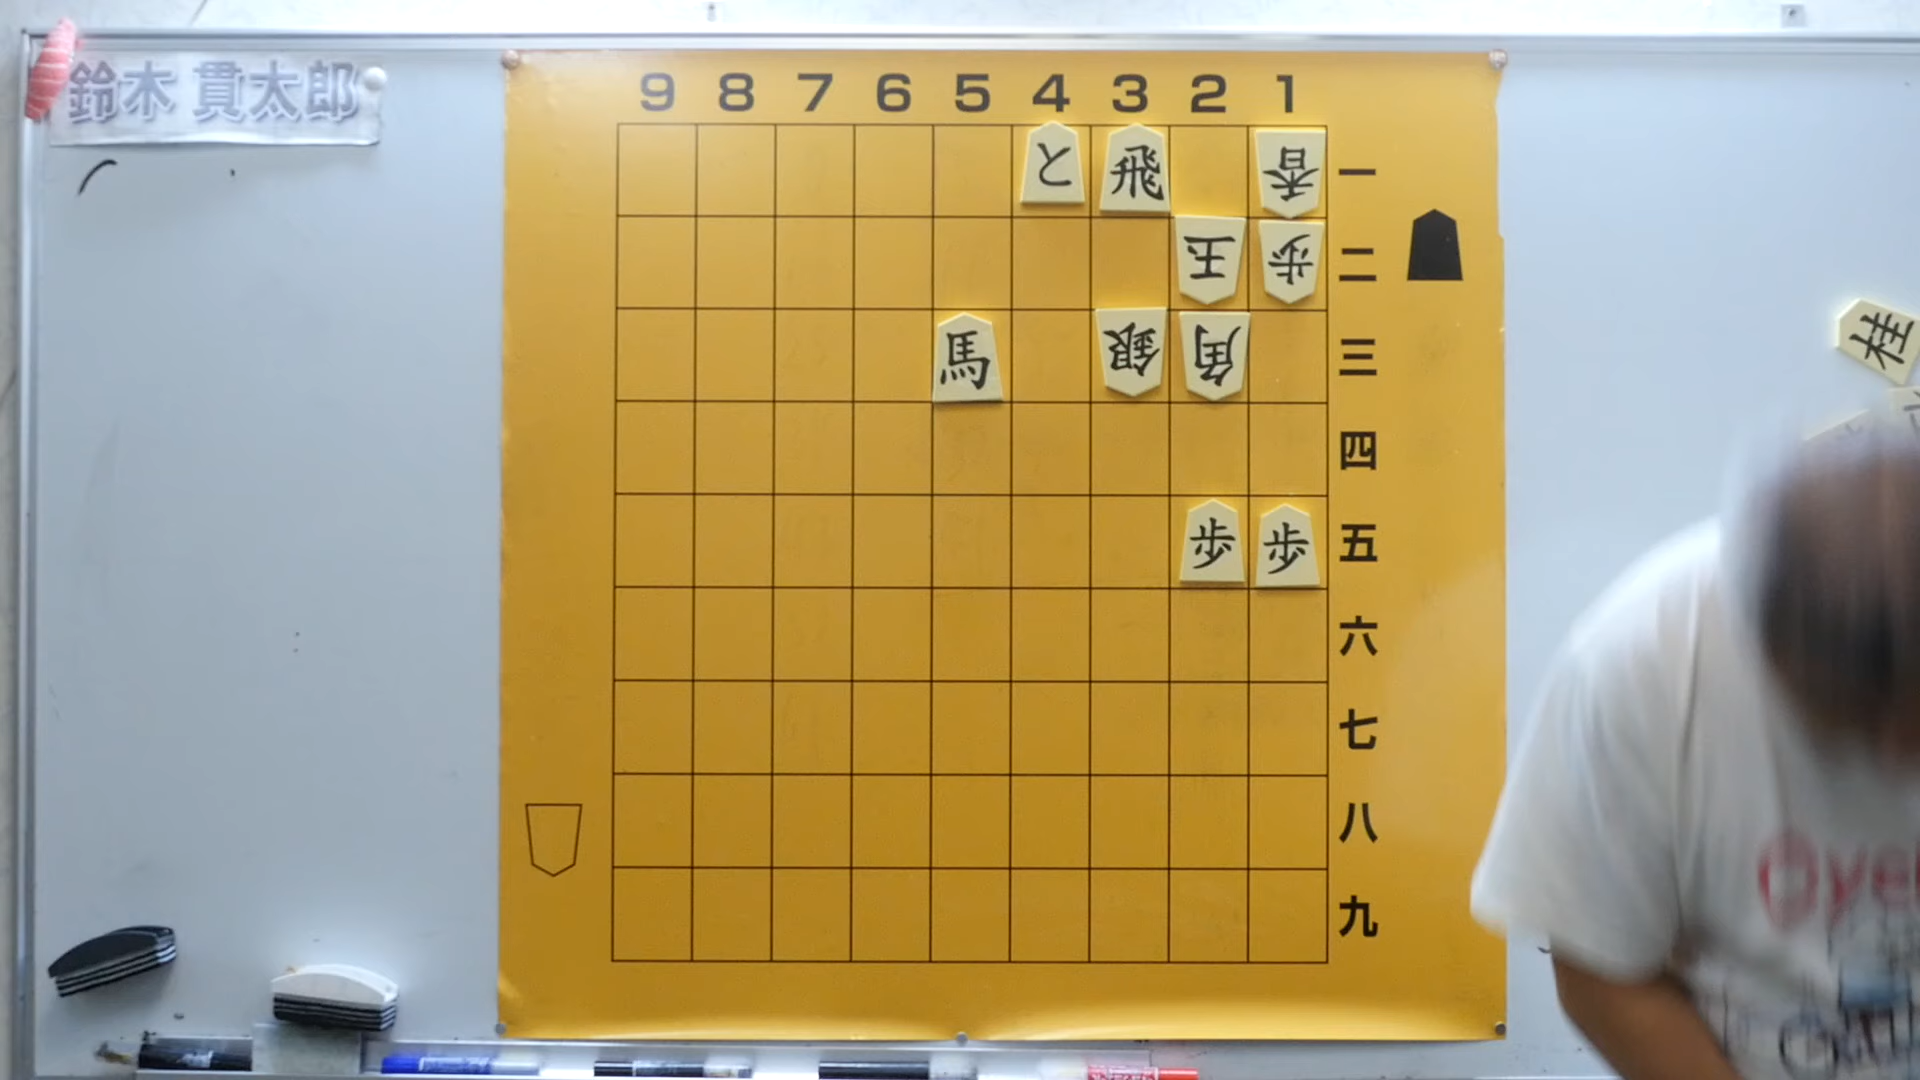 鈴木 貫太郎
9 8 7 6 5 4 3 2 1
と 飛 香 一
玉 歩 二
馬 銀 角 三
桂
四
歩 歩 五
六
七
八
九